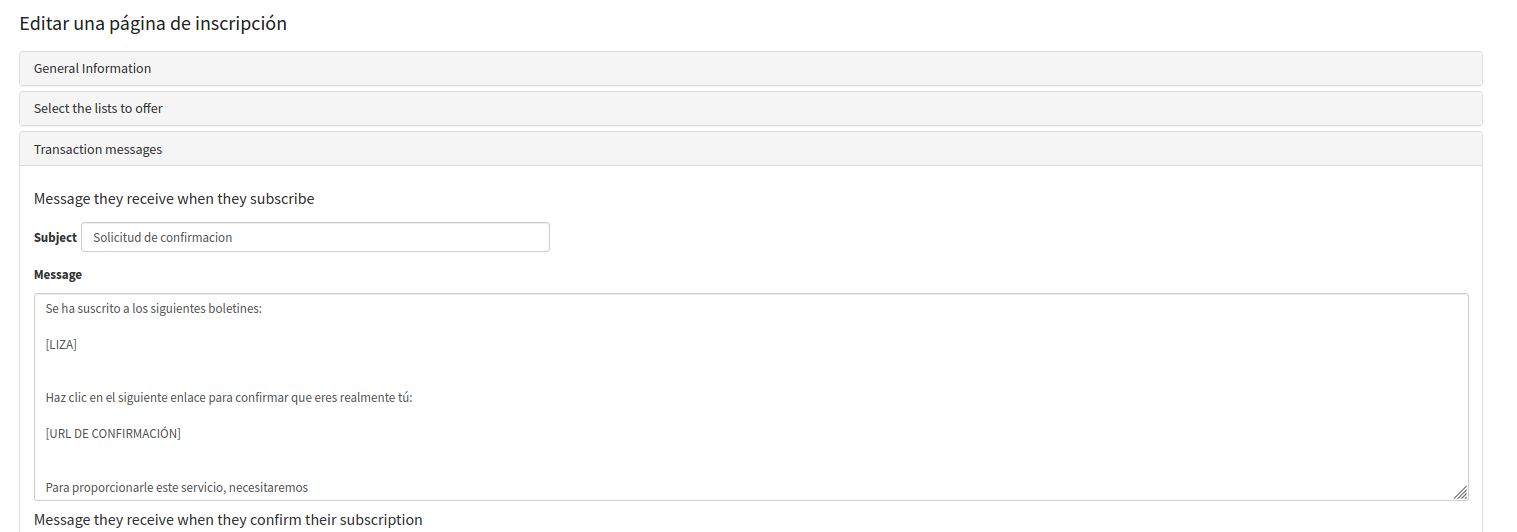 Editar una página de inscripción
General Information
Select the lists to offer
Transaction messages
Message they receive when they subscribe
Subject Solicitud de confirmacion
Message
Se ha suscrito a los siguientes boletines:
[LIZA]
Haz clic en el siguiente enlace para confirmar que eres realmente tú:
[URL DE CONFIRMACIÓN]
Para proporcionarle este servicio, necesitaremos
Message they receive when they confirm their subscription